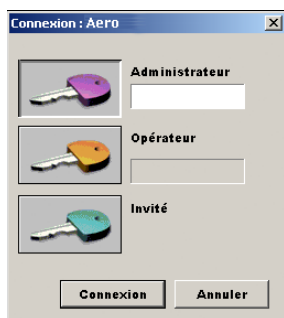 Connexion : Aero
Administrateur
Opérateur
Invité
Connexion Annuler